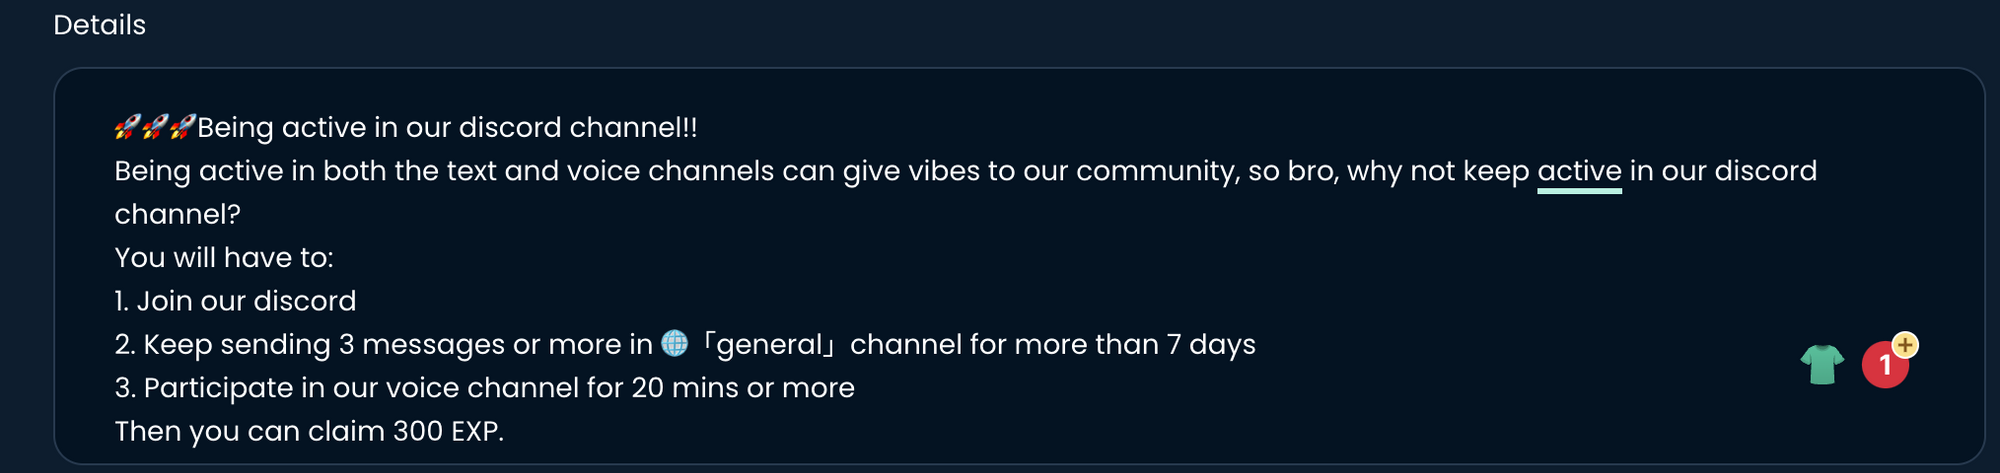 Details
🚀🚀🚀Being active in our discord channel!!
Being active in both the text and voice channels can give vibes to our community, so bro, why not keep active in our discord
channel?
You will have to:
1. Join our discord
2. Keep sending 3 messages or more in 🌐「general」channel for more than 7 days
3. Participate in our voice channel for 20 mins or more
Then you can claim 300 EXP.
1
+